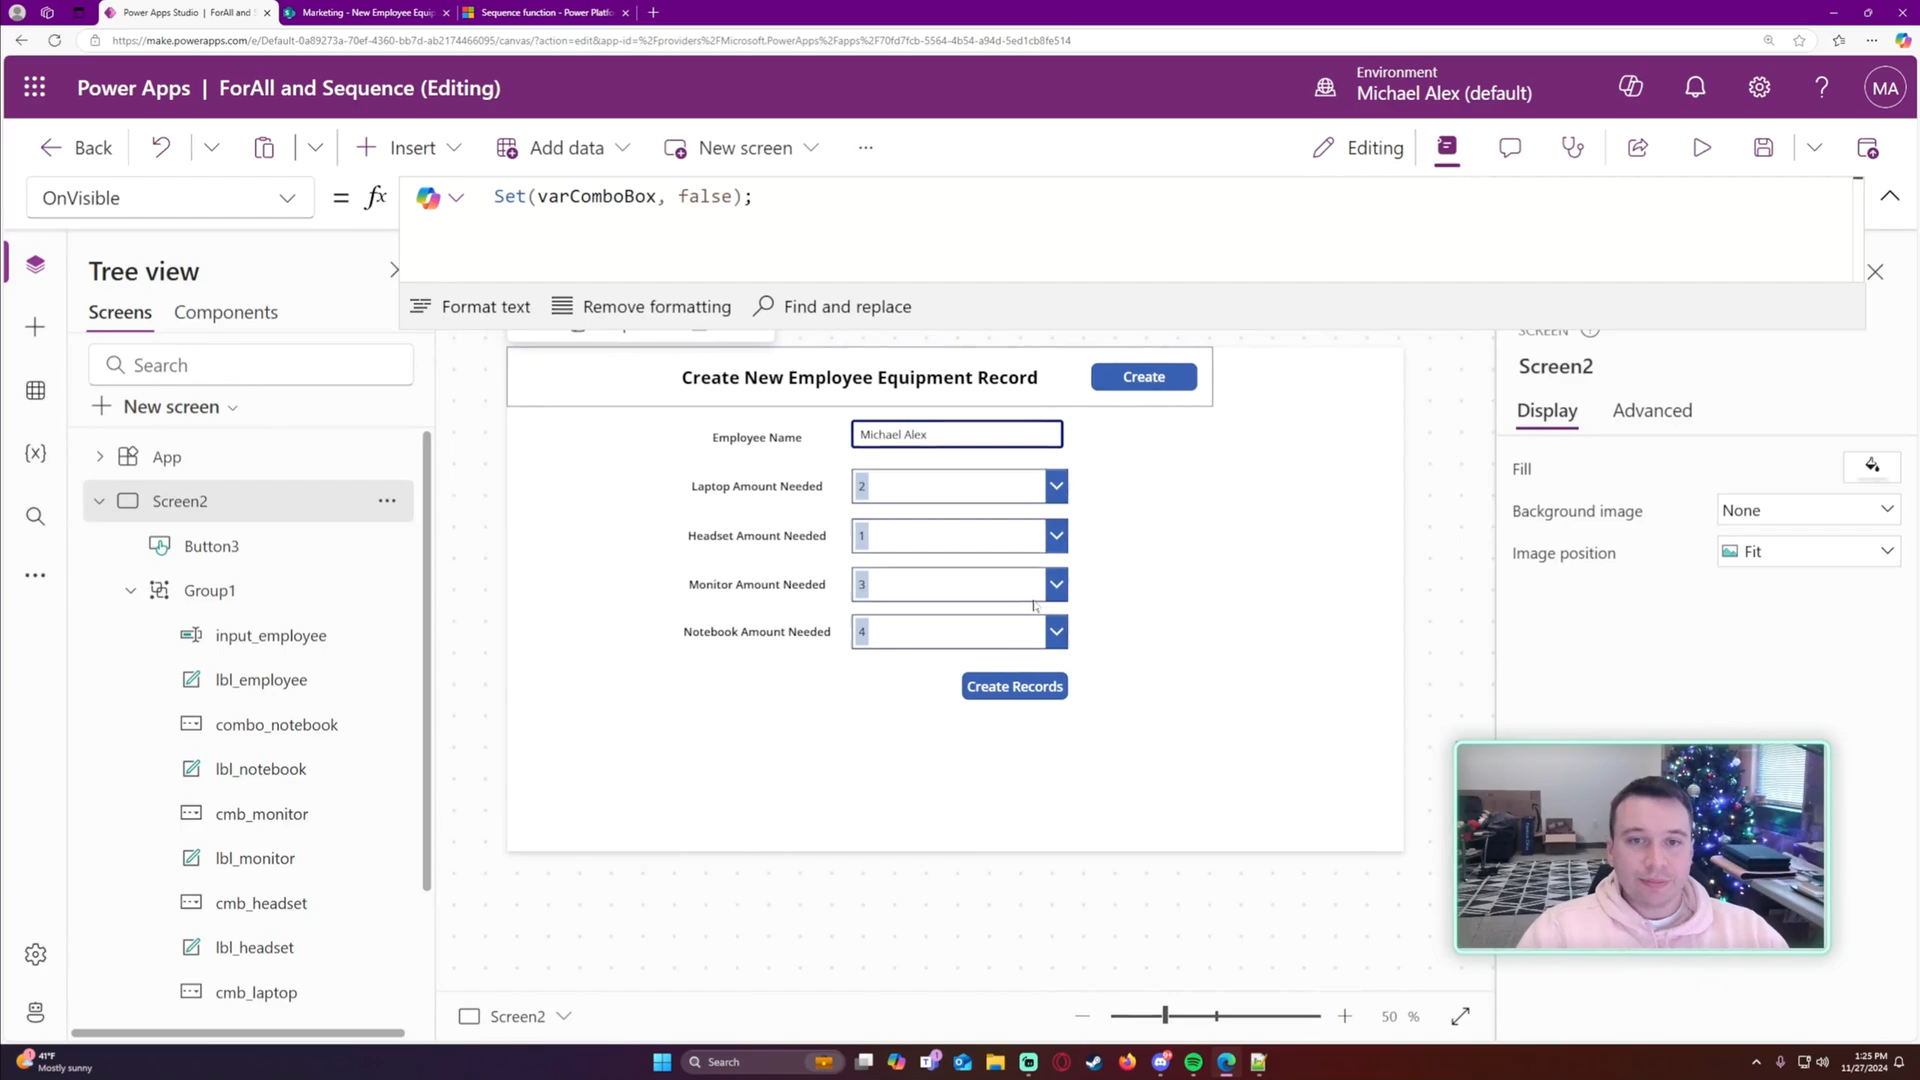 Power Apps Studio | ForAll and S
Marketing - New Employee Equip
Sequence function - Power Platfo
https://make.powerapps.com/e/Default-0a89273a-70ef-4360-bb7d-ab2174466095/canvas/?action=edit&app-id=%2Fproviders%2FMicrosoft.PowerApps%2Fapps%2F70fd7fcb-5564-4b54-a94d-5ed1cb8fe514
Power Apps | ForAll and Sequence (Editing)
Environment
Michael Alex (default)
MA
Back
Insert
Add data
New screen
Editing
OnVisible
= fx
Set(varComboBox, false);
Format text
Remove formatting
Find and replace
Tree view
Screens
Components
Search
New screen
App
Screen2
Button3
Group1
input_employee
lbl_employee
combo_notebook
lbl_notebook
cmb_monitor
lbl_monitor
cmb_headset
lbl_headset
cmb_laptop
Create New Employee Equipment Record
Create
Employee Name
Michael Alex
Laptop Amount Needed
2
Headset Amount Needed
1
Monitor Amount Needed
3
Notebook Amount Needed
4
Create Records
Screen2
50 %
SCREEN
Screen2
Display
Advanced
Fill
Background image
None
Image position
Fit
41°F
Mostly sunny
Search
1:25 PM
11/27/2024